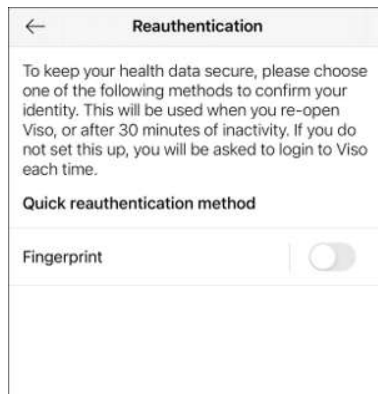 Reauthentication
To keep your health data secure, please choose
one of the following methods to confirm your
identity. This will be used when you re-open
Viso, or after 30 minutes of inactivity. If you do
not set this up, you will be asked to login to Viso
each time.
Quick reauthentication method
Fingerprint